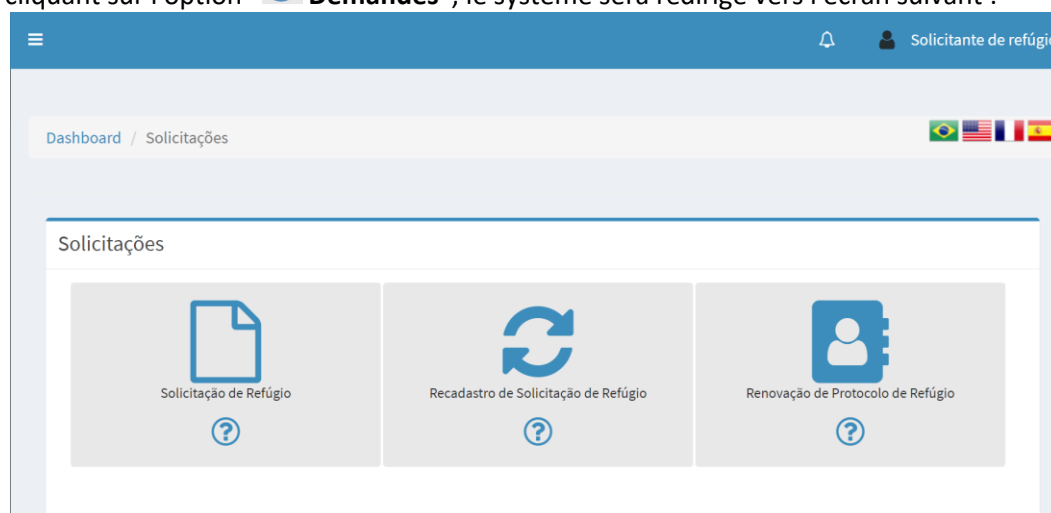 cliquant sur l'option " Demandes", le système sera redirigé vers l'écran suivant :
Solicitante de refúgio
Dashboard / Solicitações
Solicitações
Solicitação de Refúgio
Recadastro de Solicitação de Refúgio
Renovação de Protocolo de Refúgio